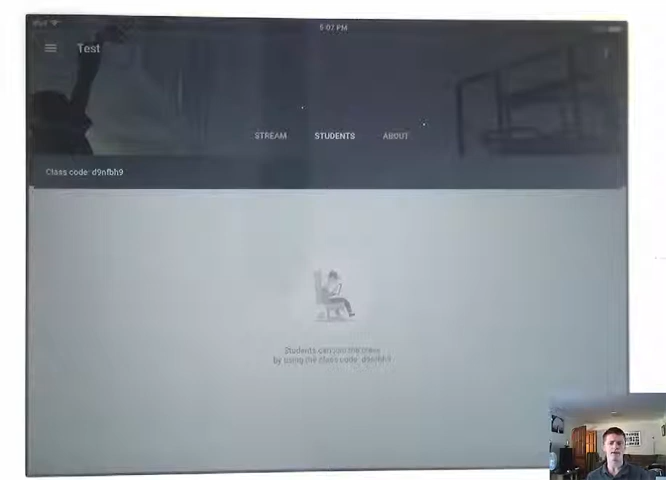 5:07 PM
Test
STREAM STUDENTS ABOUT
Class code: d9nfbh9
Students can join the class
by using the class code: d9nfbh9